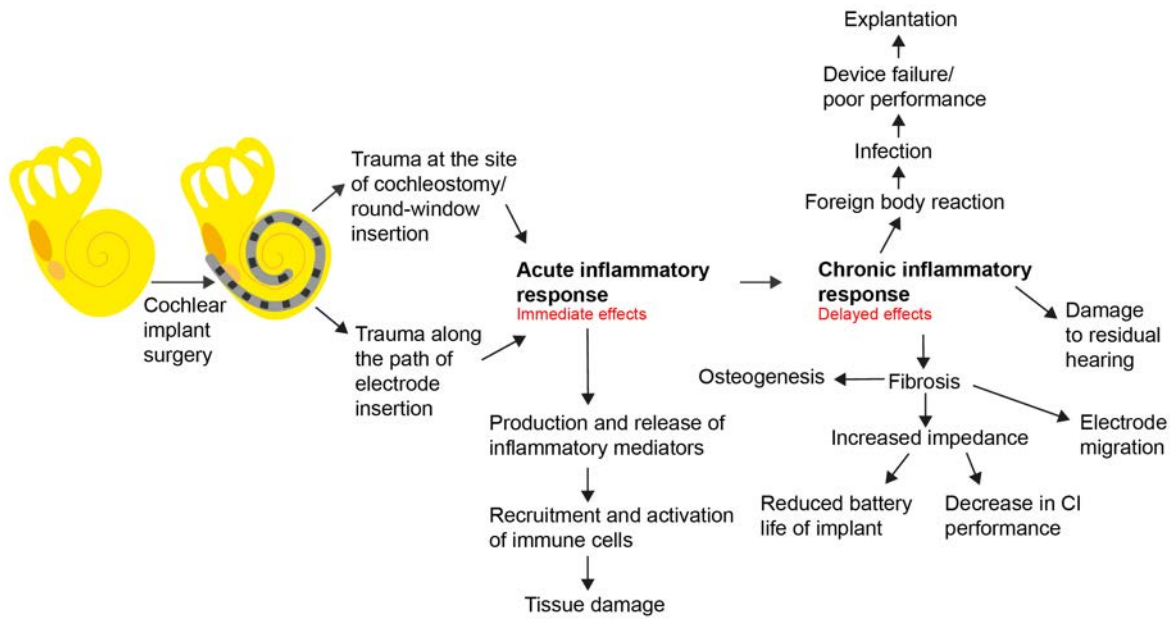 Explantation
Device failure/
poor performance
Infection
Foreign body reaction
Trauma at the site
of cochleostomy/
round-window
insertion
Cochlear
implant
surgery
Trauma along
the path of
electrode
insertion
Acute inflammatory
response
Immediate effects
Production and release of
inflammatory mediators
Recruitment and activation
of immune cells
Tissue damage
Chronic inflammatory
response
Delayed effects
Damage
to residual
hearing
Osteogenesis
Fibrosis
Electrode
migration
Increased impedance
Reduced battery
life of implant
Decrease in CI
performance